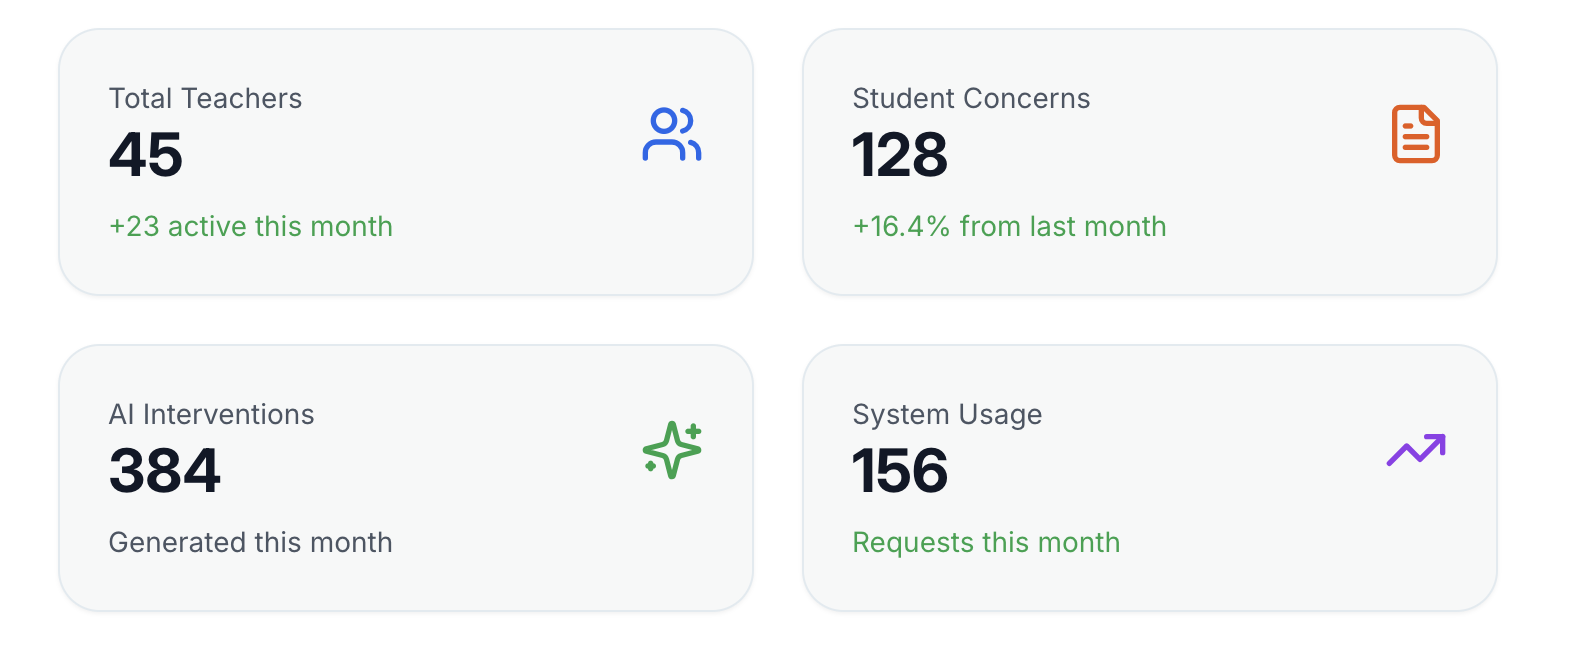 Total Teachers
45
+23 active this month
Student Concerns
128
+16.4% from last month
AI Interventions
384
Generated this month
System Usage
156
Requests this month